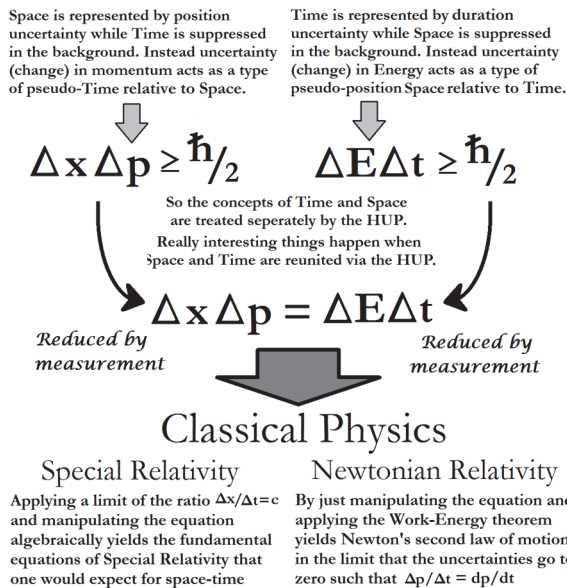 Space is represented by position
uncertainty while Time is suppressed
in the background. Instead uncertainty
(change) in momentum acts as a type
of pseudo-Time relative to Space.
Time is represented by duration
uncertainty while Space is suppressed
in the background. Instead uncertainty
(change) in Energy acts as a type of
pseudo-position Space relative to Time.
Δx Δp ≥ ħ/2
ΔEΔt ≥ ħ/2
So the concepts of Time and Space
are treated seperately by the HUP.
Really interesting things happen when
Space and Time are reunited via the HUP.
Δx Δp = ΔEΔt
Reduced by
measurement
Reduced by
measurement
Classical Physics
Special Relativity
Applying a limit of the ratio Δx/Δt=c
and manipulating the equation
algebraically yields the fundamental
equations of Special Relativity that
one would expect for space-time
Newtonian Relativity
By just manipulating the equation and
applying the Work-Energy theorem
yields Newton's second law of motion
in the limit that the uncertainties go to
zero such that Δp/Δt = dp/dt